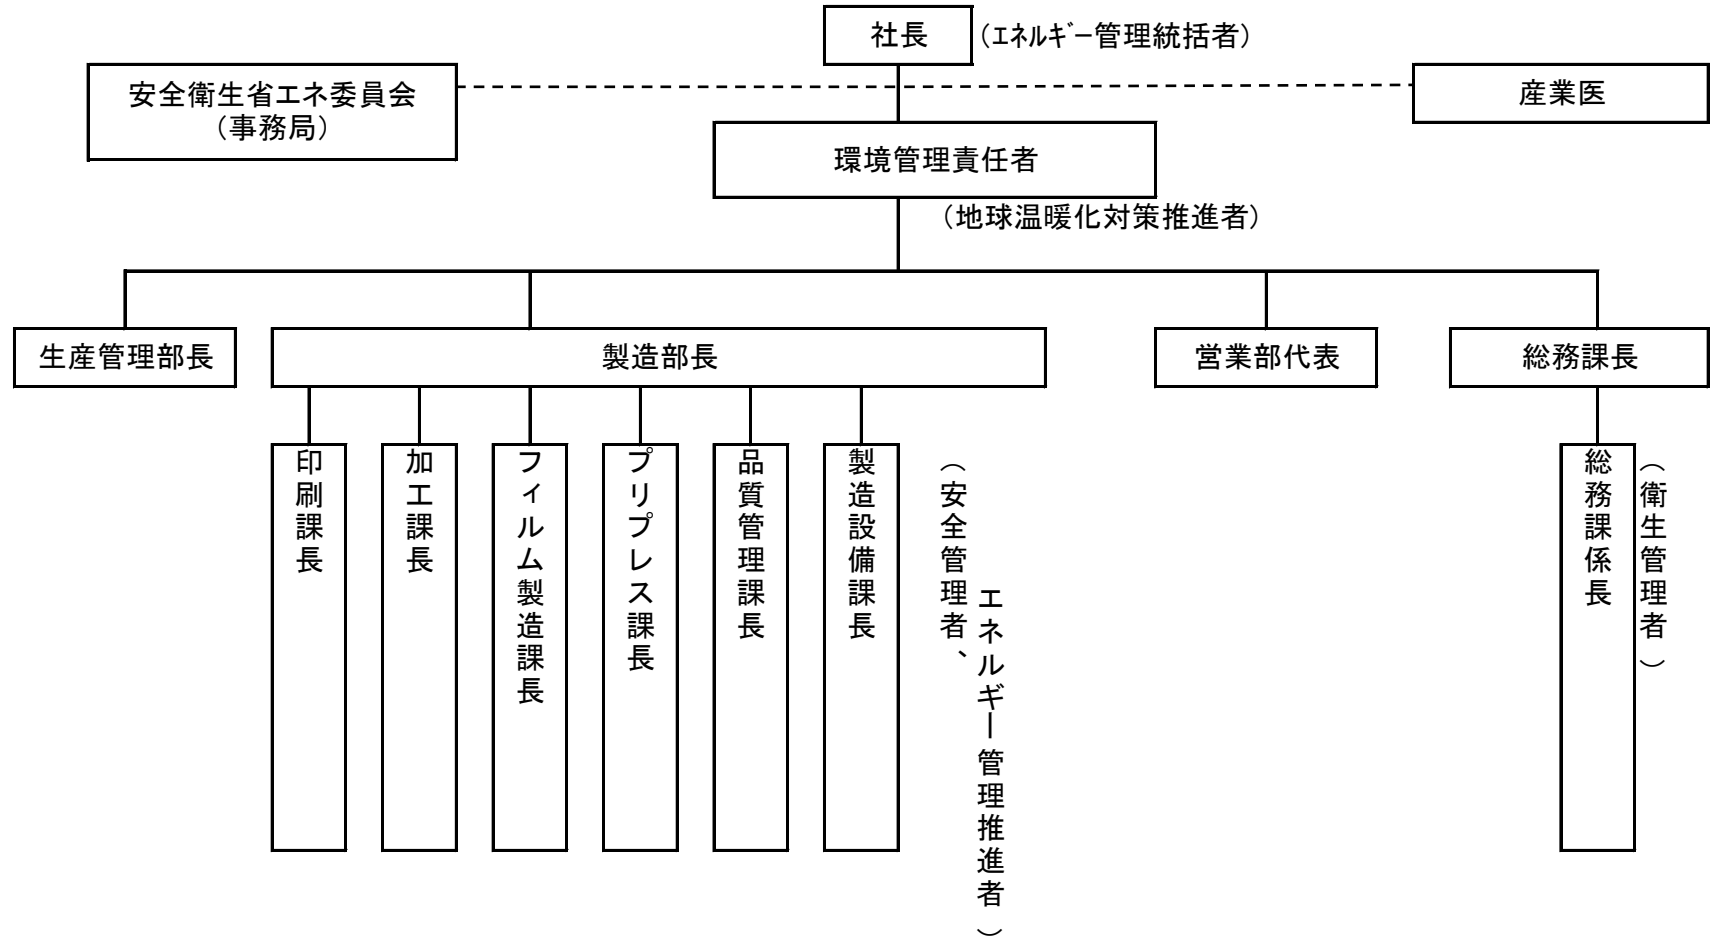 社長
（ｴﾈﾙｷﾞｰ管理統括者）
安全衛生省エネ委員会
（事務局）
産業医
環境管理責任者
（地球温暖化対策推進者）
生産管理部長
製造部長
営業部代表
総務課長
印刷課長
加工課長
フィルム製造課長
プリプレス課長
品質管理課長
製造設備課長
（安全管理者、
エネルギー管理推進者）
総務課係長
（衛生管理者）